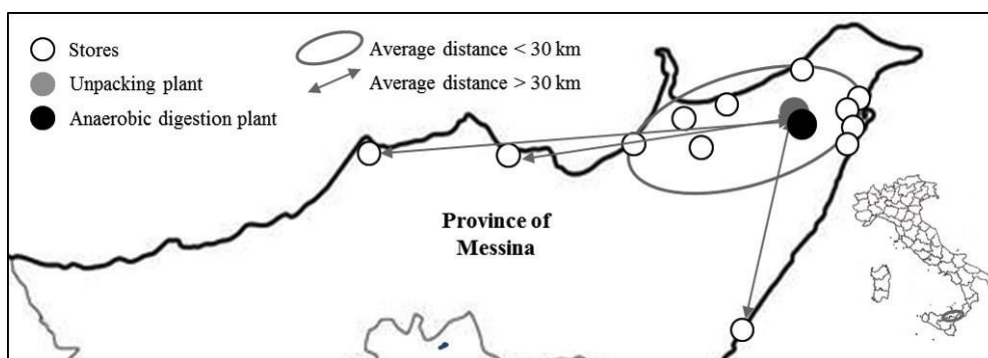 Stores
Unpacking plant
Anaerobic digestion plant
Average distance < 30 km
Average distance > 30 km
Province of
Messina